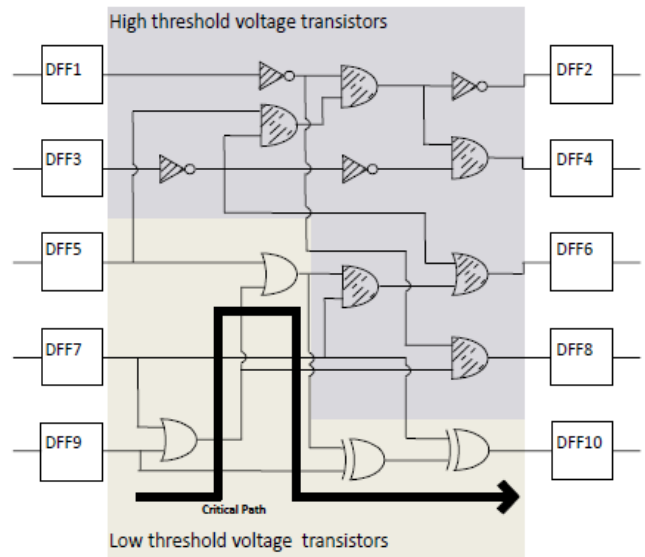 High threshold voltage transistors
DFF1
DFF2
DFF3
DFF4
DFF5
DFF6
DFF7
DFF8
DFF9
DFF10
Critical Path
Low threshold voltage transistors